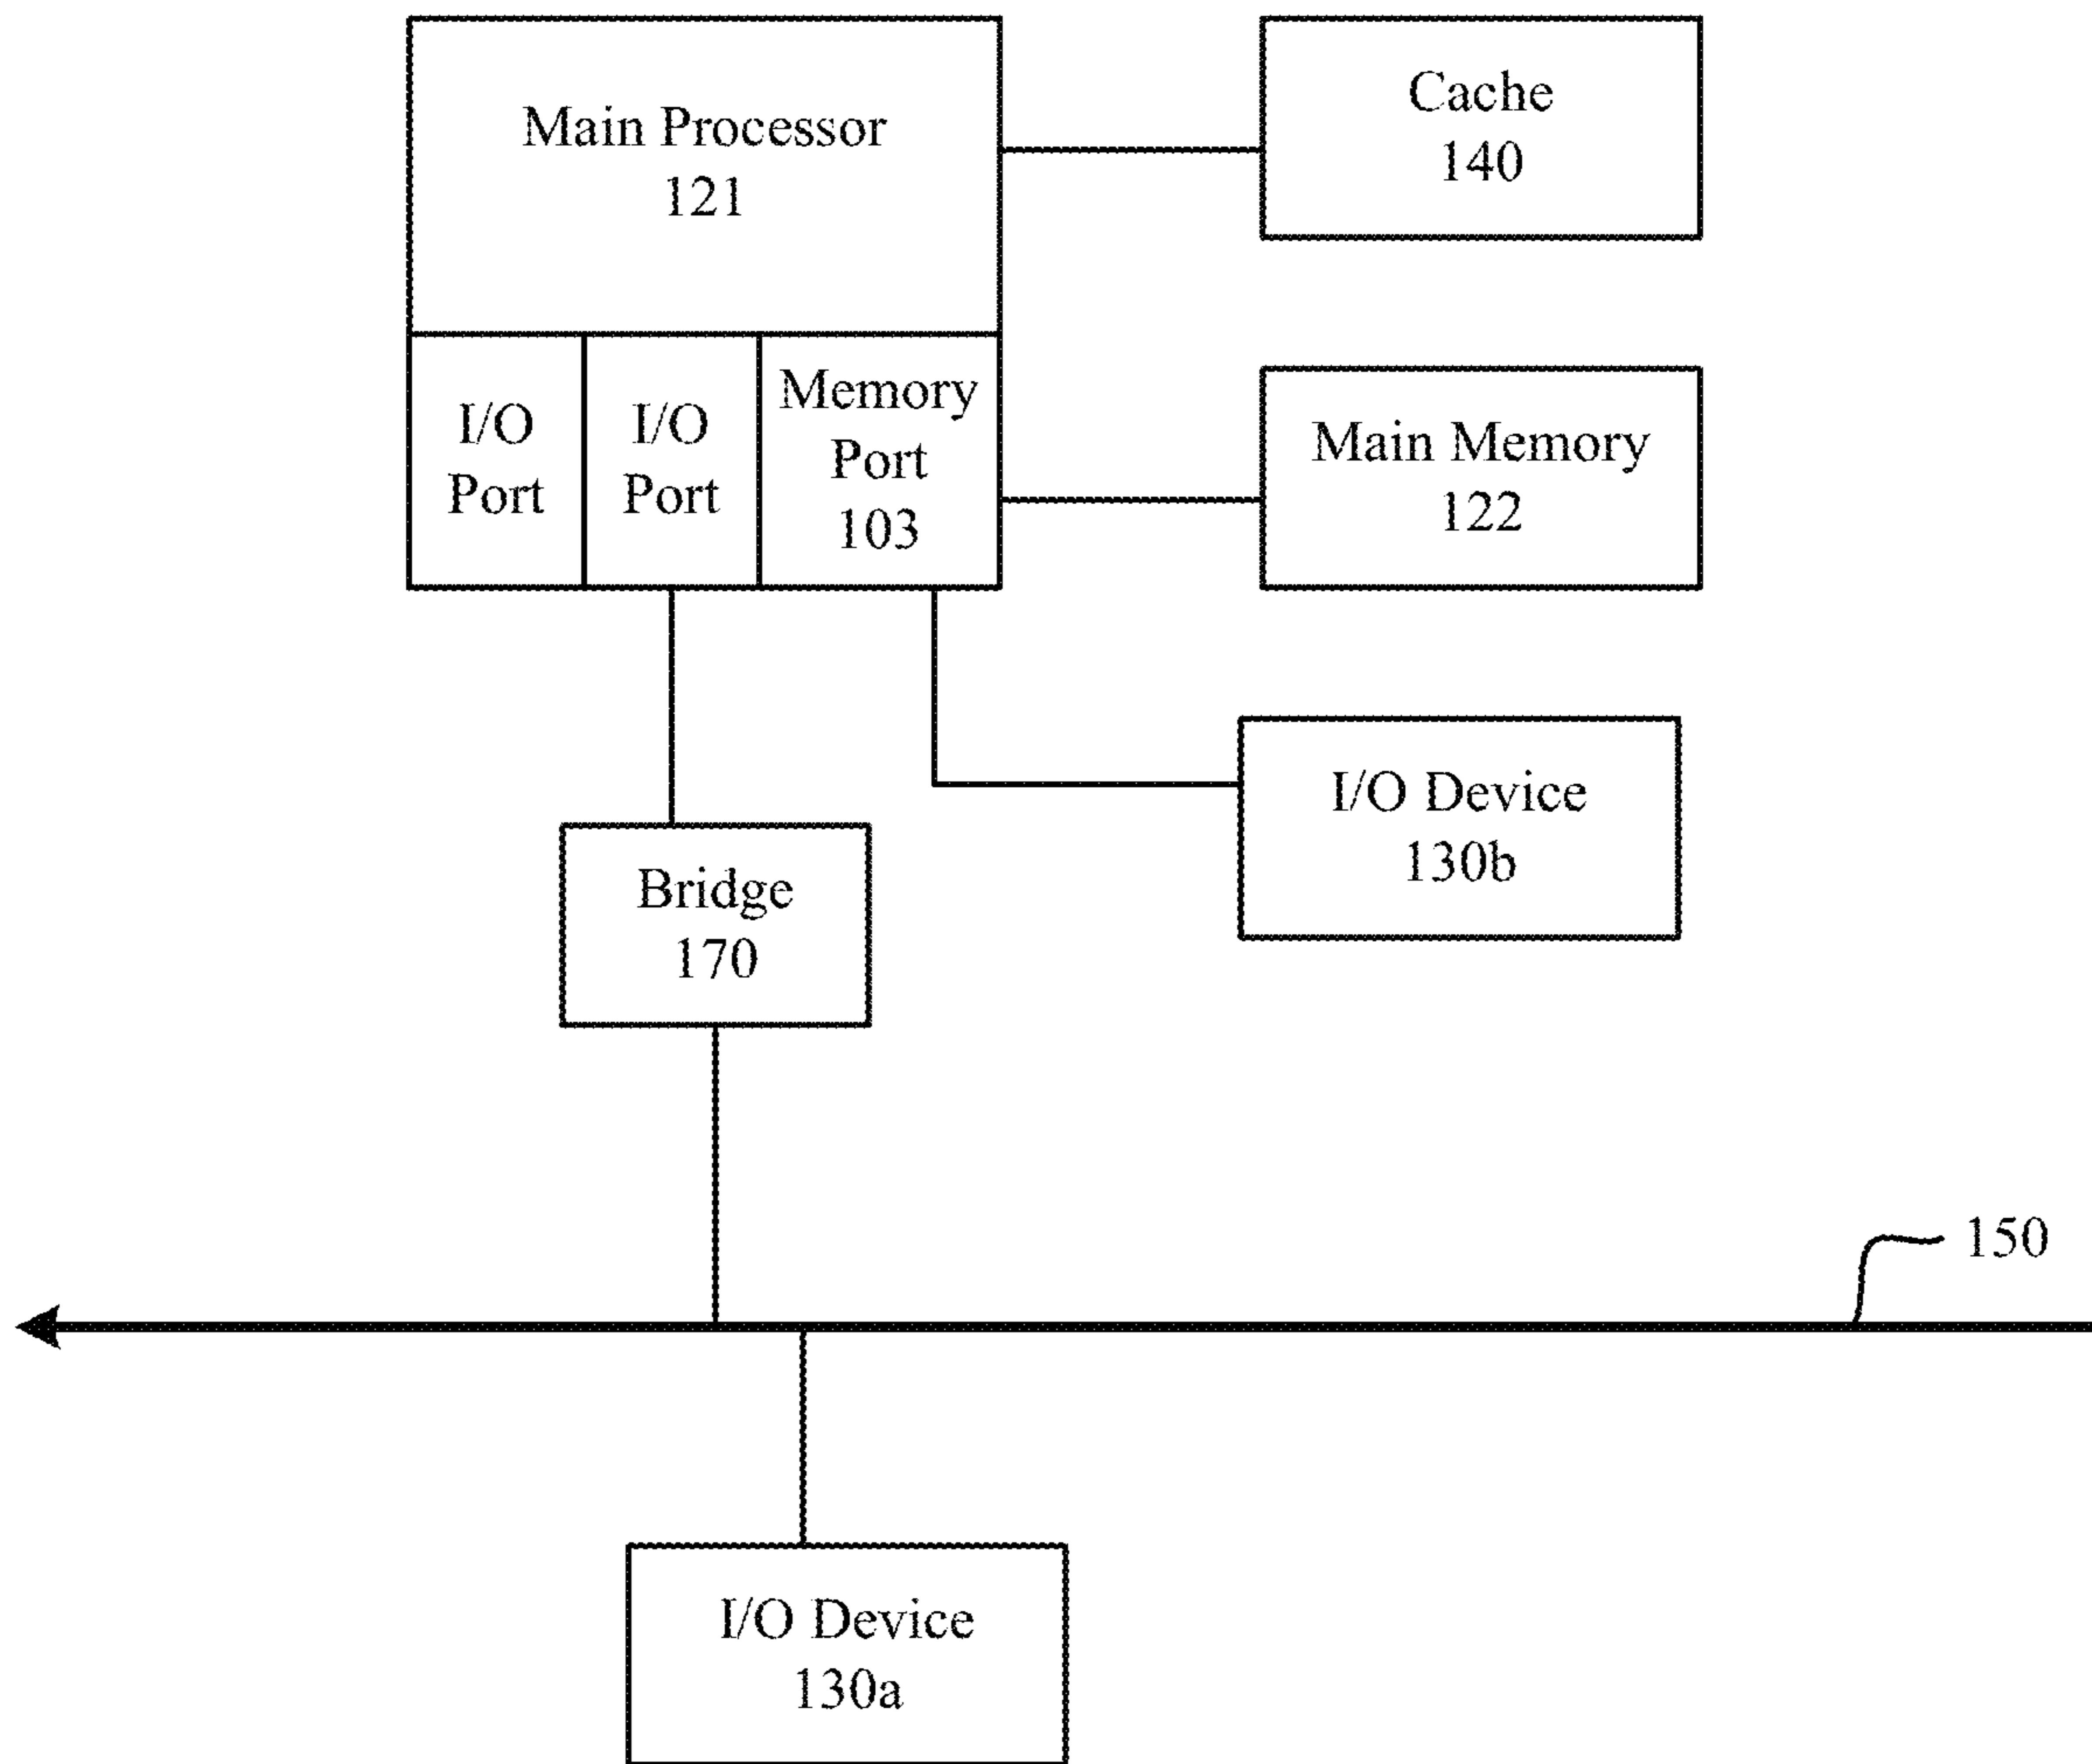 Main Processor
121
Cache
140
I/O
Port
I/O
Port
Memory
Port
103
Main Memory
122
I/O Device
130b
Bridge
170
150
I/O Device
130a